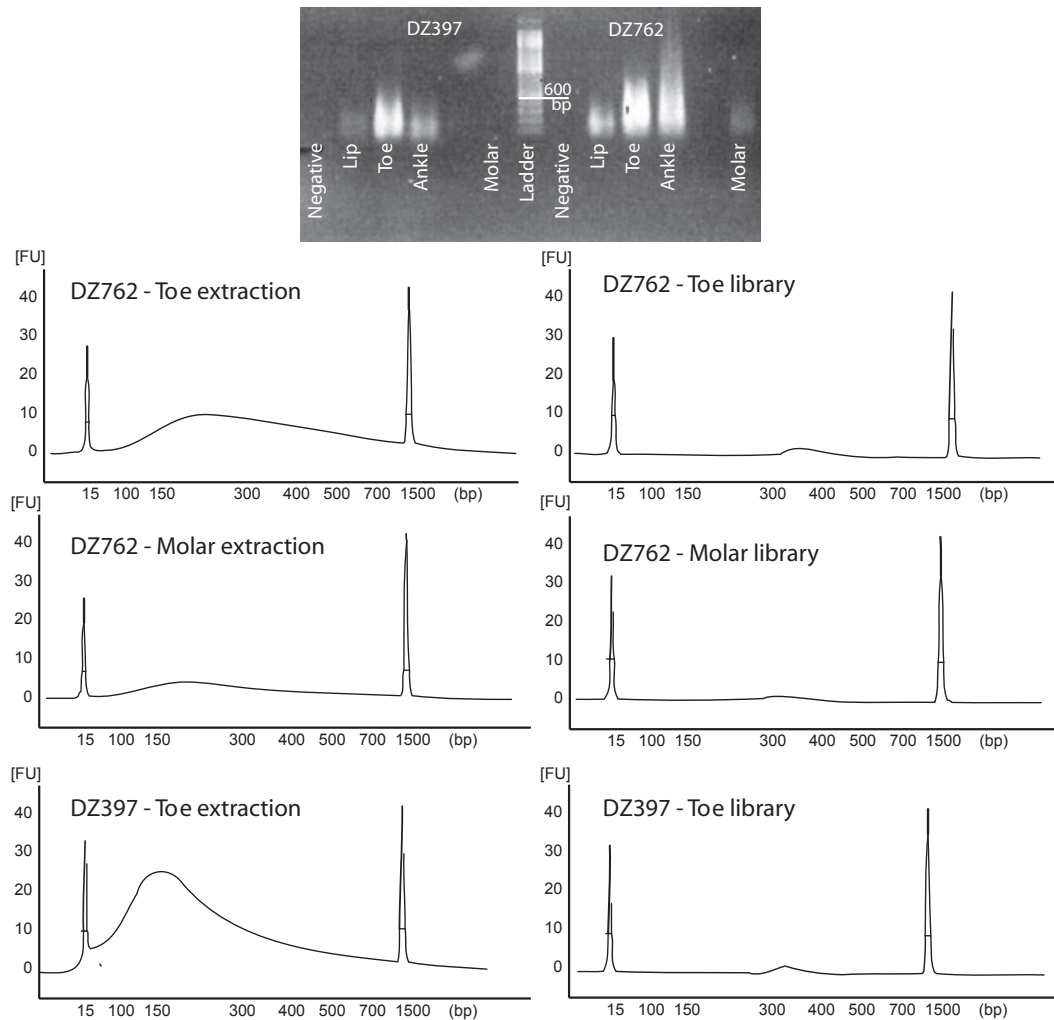 DZ397 DZ762
600
bp
Negative Lip Toe Ankle Molar Ladder Negative Lip Toe Ankle Molar
[FU]
DZ762 - Toe extraction
40
30
20
10
0
15 100 150 300 400 500 700 1500 (bp)
[FU]
DZ762 - Toe library
40
30
20
10
0
15 100 150 300 400 500 700 1500 (bp)
[FU]
DZ762 - Molar extraction
40
30
20
10
0
15 100 150 300 400 500 700 1500 (bp)
[FU]
DZ762 - Molar library
40
30
20
10
0
15 100 150 300 400 500 700 1500 (bp)
[FU]
DZ397 - Toe extraction
40
30
20
10
0
15 100 150 300 400 500 700 1500 (bp)
[FU]
DZ397 - Toe library
40
30
20
10
0
15 100 150 300 400 500 700 1500 (bp)